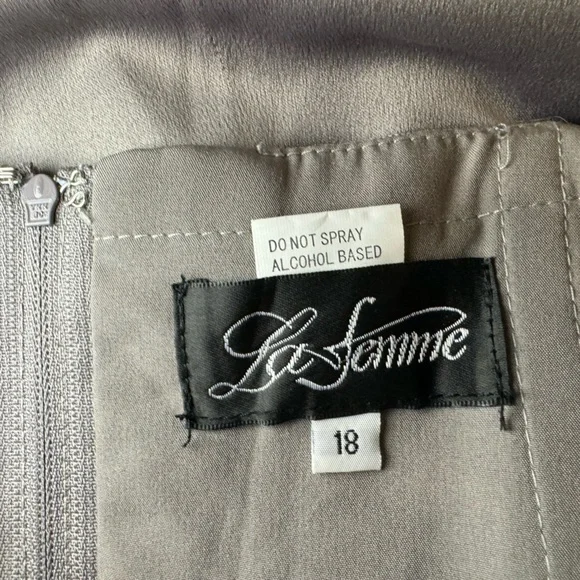 DO NOT SPRAY
ALCOHOL BASED
La Femme
18